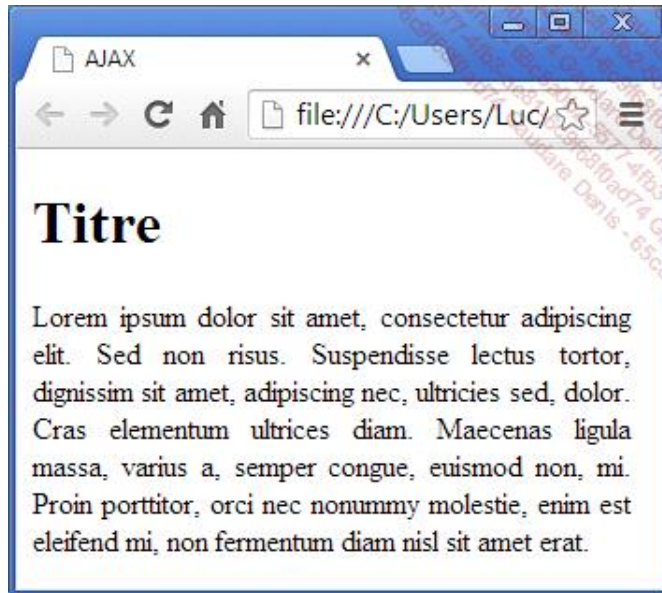 AJAX
file:///C:/Users/Luc/
Titre
Lorem ipsum dolor sit amet, consectetur adipiscing
elit. Sed non risus. Suspendisse lectus tortor,
dignissim sit amet, adipiscing nec, ultricies sed, dolor.
Cras elementum ultrices diam. Maecenas ligula
massa, varius a, semper congue, euismod non, mi.
Proin porttitor, orci nec nonummy molestie, enim est
eleifend mi, non fermentum diam nisl sit amet erat.